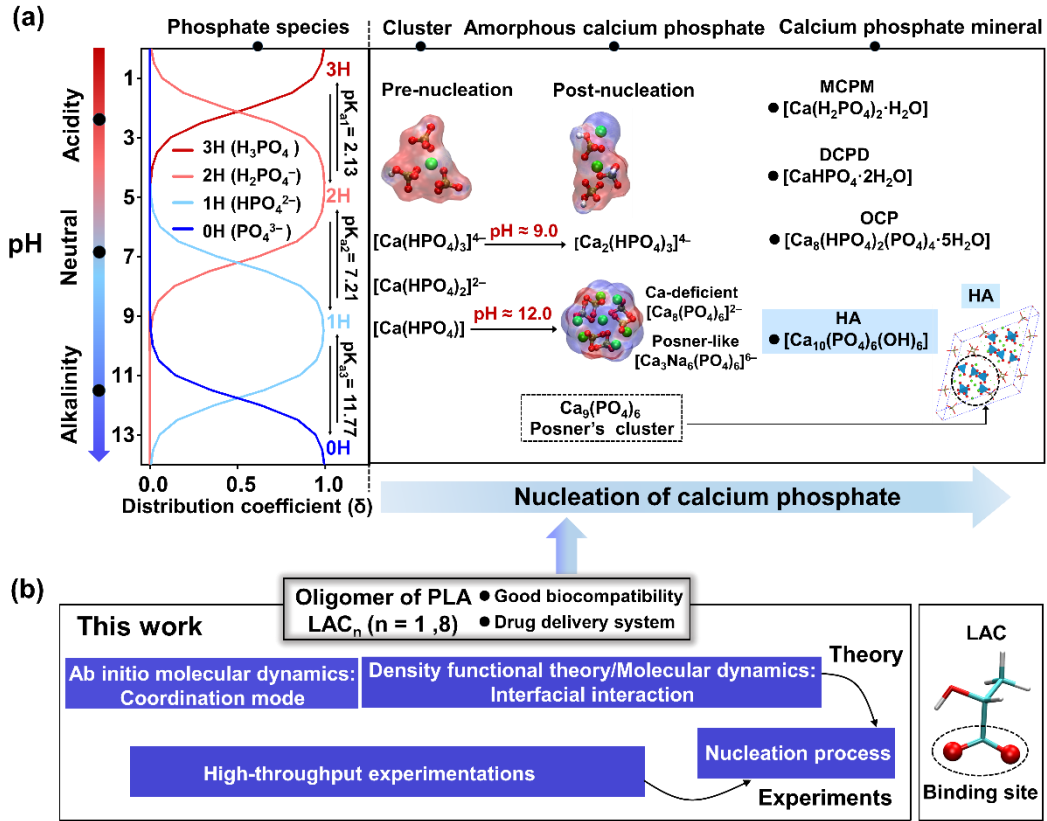 (a)
Phosphate species
Cluster
Amorphous calcium phosphate
Calcium phosphate mineral
pH
Acidity
Neutral
Alkalinity
1
3
5
7
9
11
13
3H
2H
1H
0H
3H (H₃PO₄ )
2H (H₂PO₄⁻)
1H (HPO₄²⁻)
0H (PO₄³⁻)
pKₐ₁= 2.13
pKₐ₂= 7.21
pKₐ₃= 11.77
0.0 0.5 1.0
Distribution coefficient (δ)
Pre-nucleation
Post-nucleation
[Ca(HPO₄)₃]⁴⁻
pH ≈ 9.0
[Ca₂(HPO₄)₃]⁴⁻
[Ca(HPO₄)₂]²⁻
[Ca(HPO₄)]
pH ≈ 12.0
Ca-deficient
[Ca₈(PO₄)₆]²⁻
Posner-like
[Ca₃Na₆(PO₄)₆]⁶⁻
Ca₉(PO₄)₆
Posner's cluster
MCPM
[Ca(H₂PO₄)₂·H₂O]
DCPD
[CaHPO₄·2H₂O]
OCP
[Ca₈(HPO₄)₂(PO₄)₄·5H₂O]
HA
[Ca₁₀(PO₄)₆(OH)₆]
HA
Nucleation of calcium phosphate
(b)
Oligomer of PLA
LACₙ (n = 1 ,8)
Good biocompatibility
Drug delivery system
This work
Ab initio molecular dynamics:
Coordination mode
Density functional theory/Molecular dynamics:
Interfacial interaction
Theory
High-throughput experimentations
Nucleation process
Experiments
LAC
Binding site